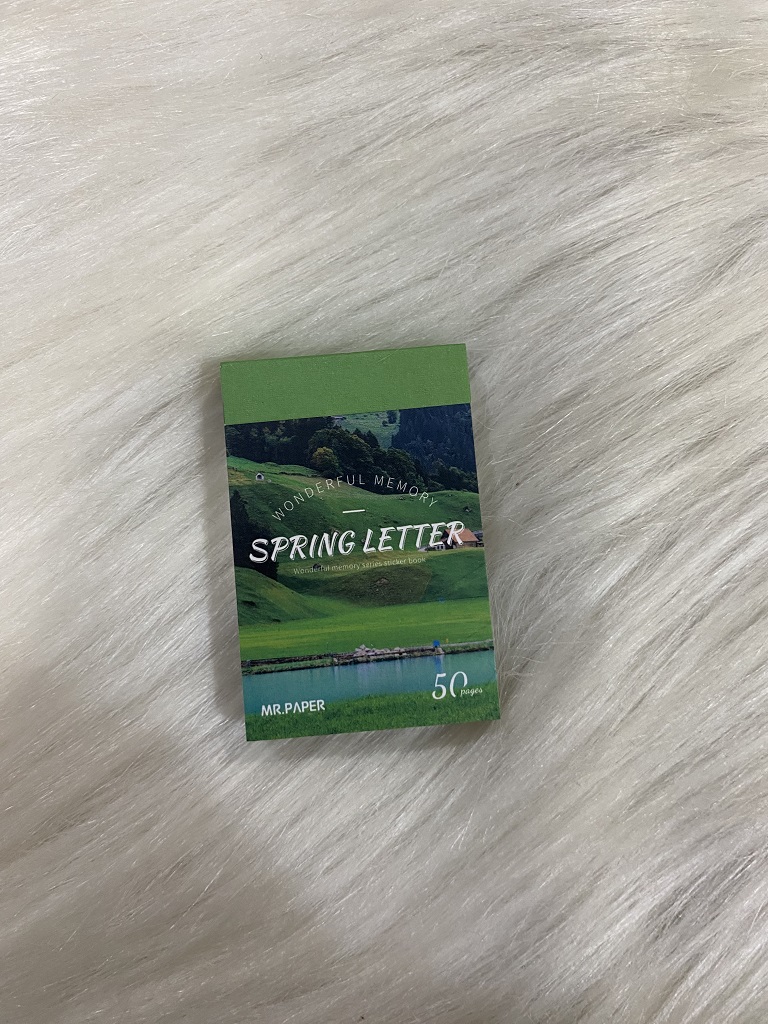 WONDERFUL MEMORY
SPRING LETTER
Wonderful memory series sticker book
50 pages
MR.PAPER